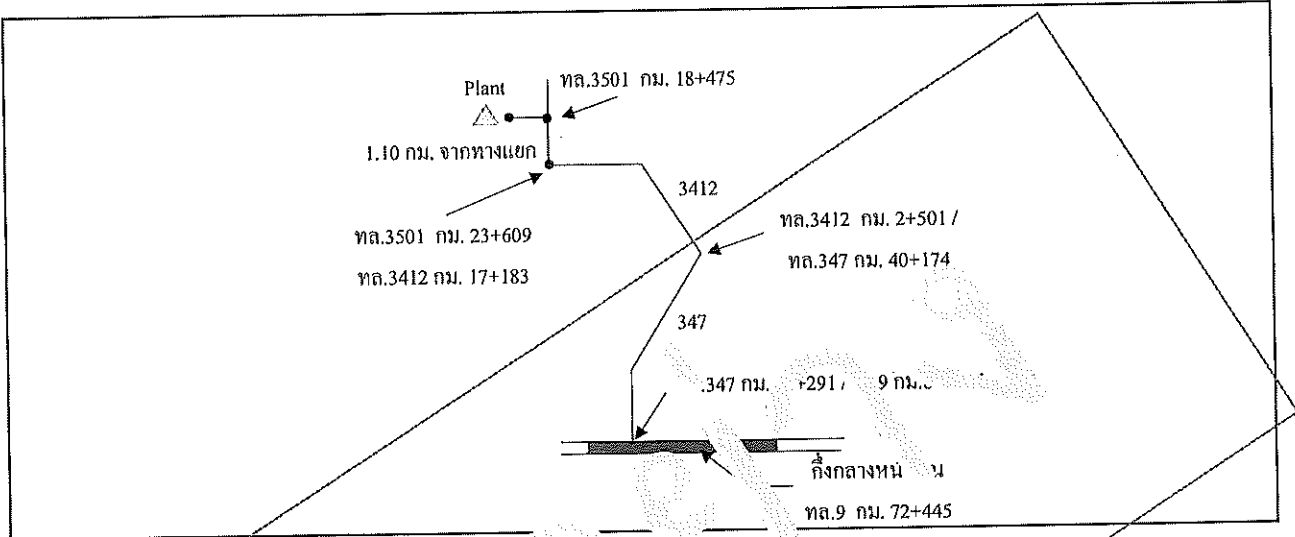 Plant
ทล.3501 กม. 18+475
1.10 กม. จากทางแยก
3412
ทล.3501 กม. 23+609
ทล.3412 กม. 17+183
ทล.3412 กม. 2+501 /
ทล.347 กม. 40+174
347
.347 กม. +291 / 9 กม.
กึ่งกลาง
ทล.9 กม. 72+445